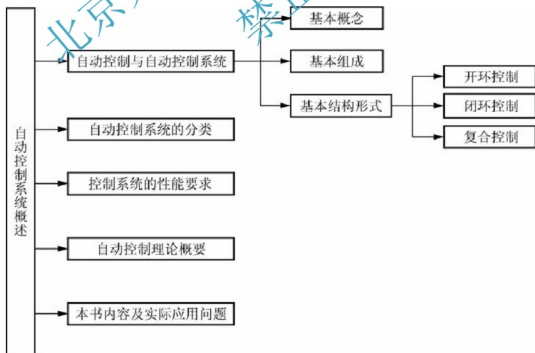 北京
禁止
自动控制系统概述
自动控制与自动控制系统
基本概念
基本组成
基本结构形式
开环控制
闭环控制
复合控制
自动控制系统的分类
控制系统的性能要求
自动控制理论概要
本书内容及实际应用问题